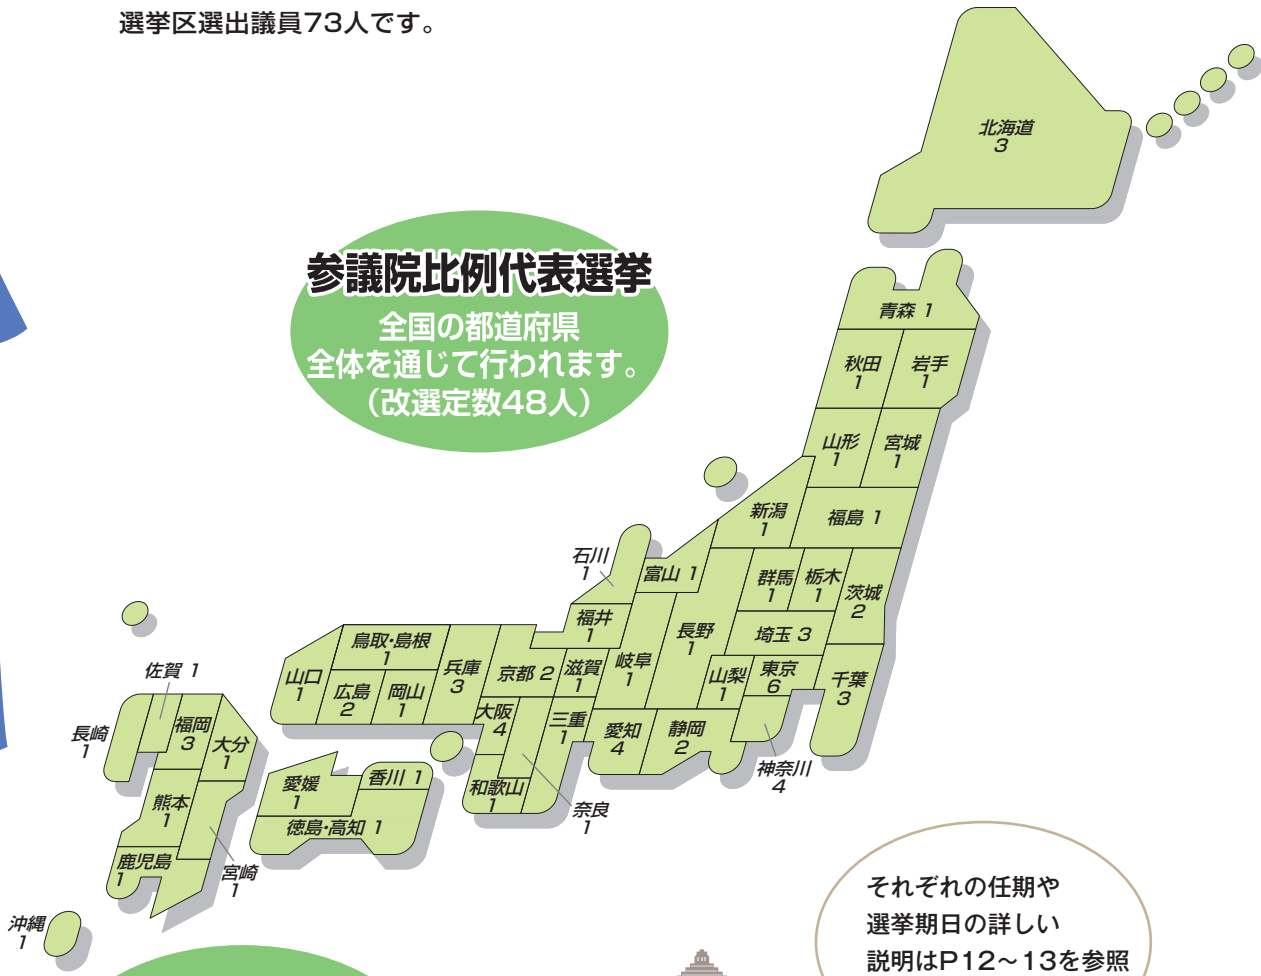 選挙区選出議員73人です。
北海道
3
参議院比例代表選挙
全国の都道府県
全体を通じて行われます。
（改選定数48人）
青森 1
秋田
1
岩手
1
山形
1
宮城
1
新潟
1
福島 1
石川
1
富山 1
群馬
1
栃木
1
茨城
2
福井
1
長野
1
埼玉 3
鳥取・島根
1
兵庫
3
京都 2
滋賀
1
岐阜
1
山梨
1
東京
6
千葉
3
山口
1
広島
2
岡山
1
佐賀 1
大阪
4
三重
1
愛知
4
静岡
2
長崎
1
福岡
3
大分
1
神奈川
4
愛媛
1
香川 1
和歌山
1
奈良
1
熊本
1
徳島・高知 1
鹿児島
1
宮崎
1
沖縄
1
それぞれの任期や
選挙期日の詳しい
説明はP12～13を参照